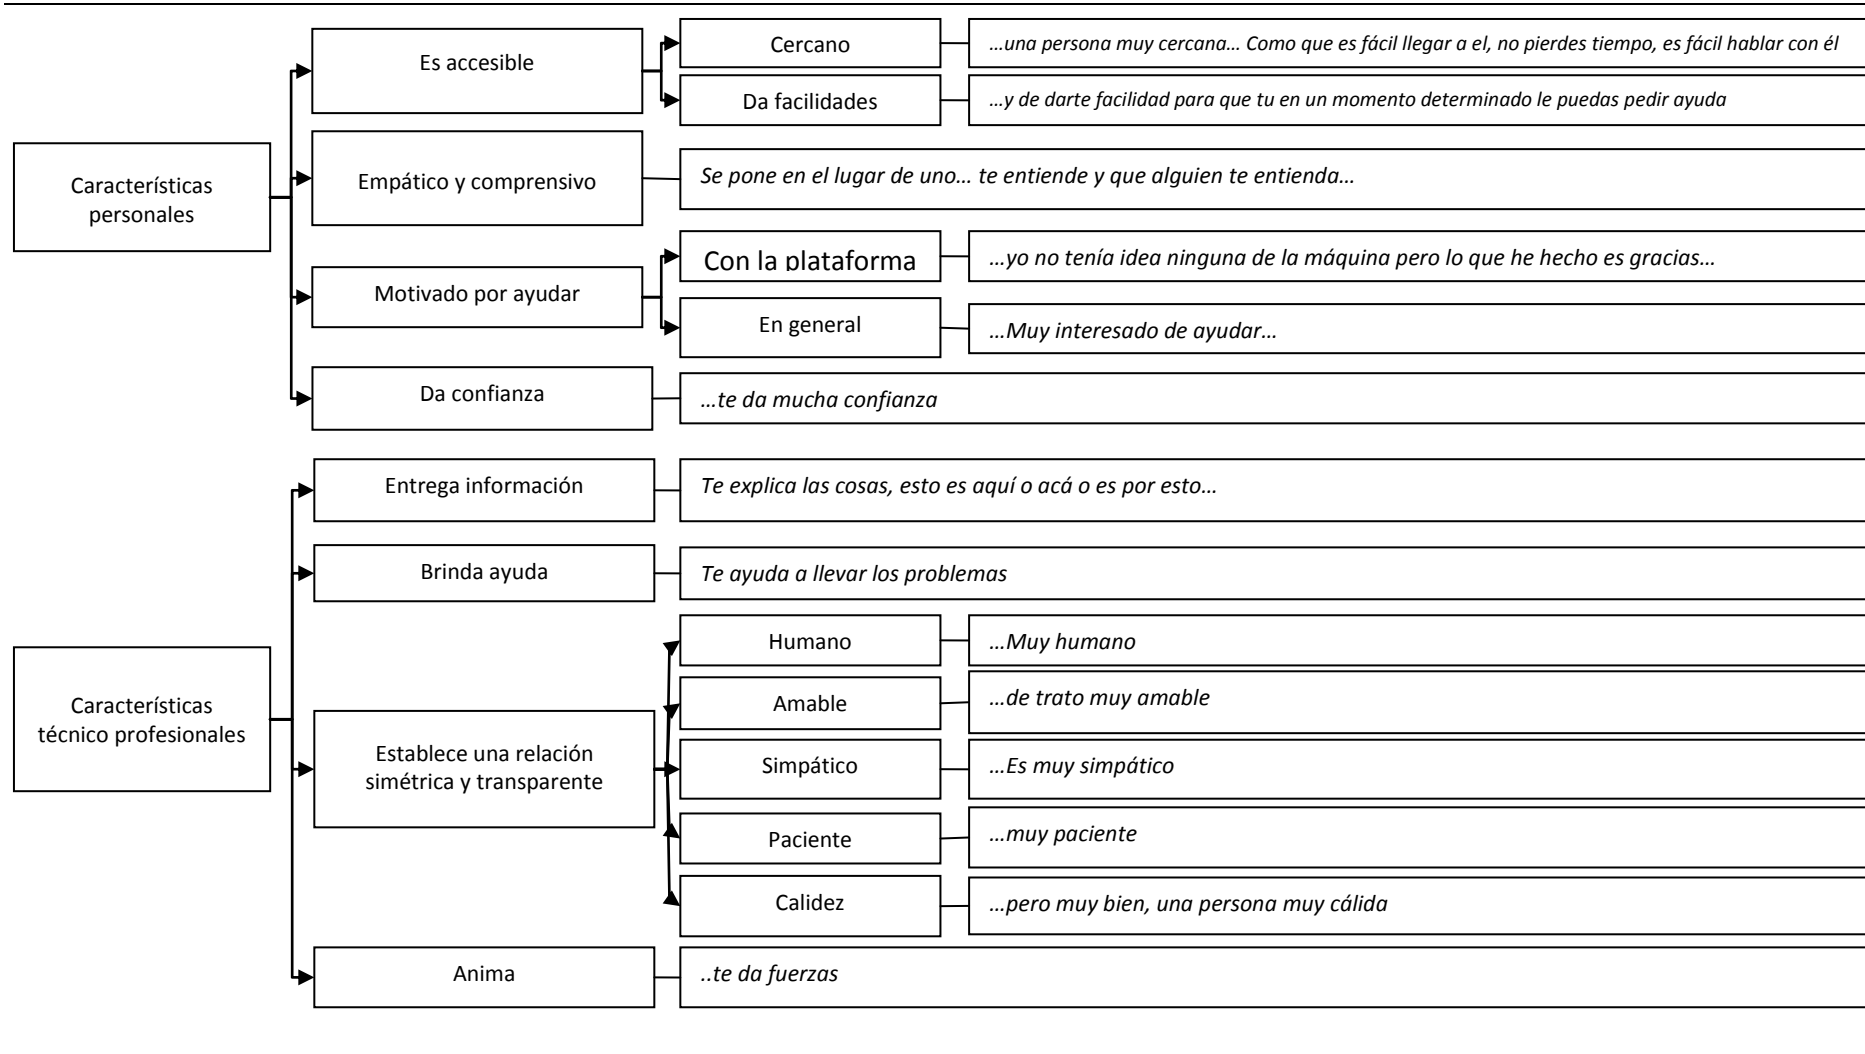 Características
personales
Es accesible
Cercano
…una persona muy cercana… Como que es fácil llegar a el, no pierdes tiempo, es fácil hablar con él
Da facilidades
…y de darte facilidad para que tu en un momento determinado le puedas pedir ayuda
Empático y comprensivo
Se pone en el lugar de uno… te entiende y que alguien te entienda…
Motivado por ayudar
Con la plataforma
…yo no tenía idea ninguna de la máquina pero lo que he hecho es gracias…
En general
…Muy interesado de ayudar…
Da confianza
…te da mucha confianza
Características
técnico profesionales
Entrega información
Te explica las cosas, esto es aquí o acá o es por esto…
Brinda ayuda
Te ayuda a llevar los problemas
Establece una relación
simétrica y transparente
Humano
…Muy humano
Amable
…de trato muy amable
Simpático
…Es muy simpático
Paciente
…muy paciente
Calidez
…pero muy bien, una persona muy cálida
Anima
..te da fuerzas